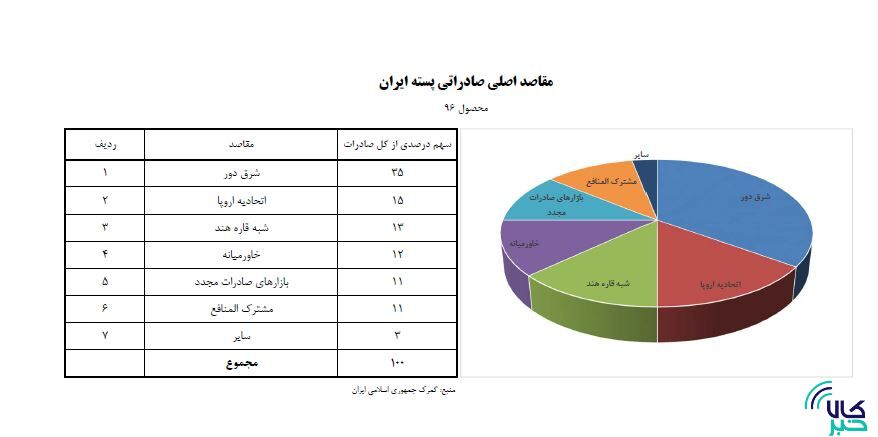 مقاصد اصلی صادراتی پسته ایران
محصول ۹۶
ردیف مقاصد سهم درصدی از کل صادرات
۱ شرق دور ۳۵
۲ اتحادیه اروپا ۱۵
۳ شبه قاره هند ۱۳
۴ خاورمیانه ۱۲
۵ بازارهای صادرات مجدد ۱۱
۶ مشترک المنافع ۱۱
۷ سایر ۳
مجموع ۱۰۰
منبع: گمرک جمهوری اسلامی ایران
سایر
مشترک المنافع
شرق دور
بازارهای صادرات
مجدد
خاورمیانه
شبه قاره هند
اتحادیه اروپا
کالا
خبر